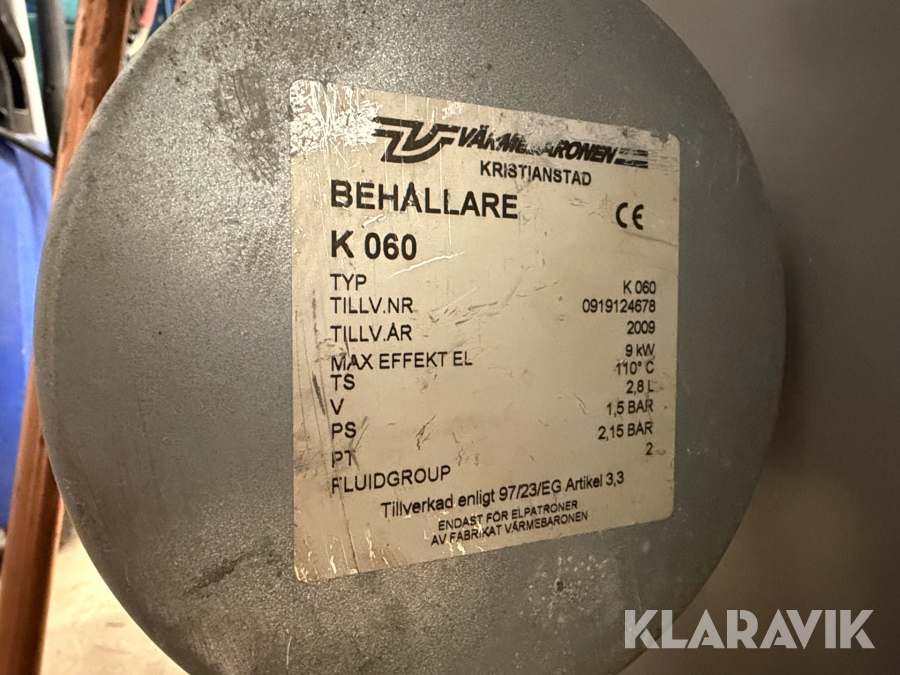 VÄRMEBARONEN
KRISTIANSTAD
BEHÅLLARE
CE
K 060
TYP K 060
TILLV.NR 0919124678
TILLV.ÅR 2009
MAX EFFEKT EL 9 kW
TS 110° C
V 2,8 L
PS 1,5 BAR
PT 2,15 BAR
FLUIDGROUP 2
Tillverkad enligt 97/23/EG Artikel 3,3
ENDAST FÖR ELPATRONER
AV FABRIKAT VÄRMEBARONEN
KLARAVIK